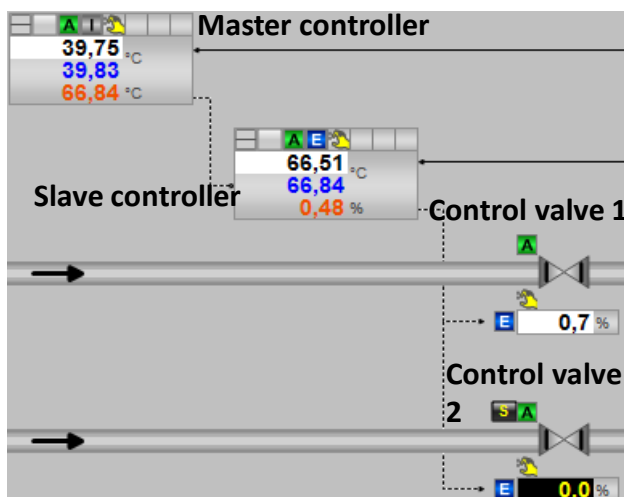 A I
Master controller
39,75 °C
39,83
66,84 °C
A E
66,51 °C
66,84
0,48 %
Slave controller
Control valve 1
A
E 0,7 %
Control valve
2
S A
E 0,0 %